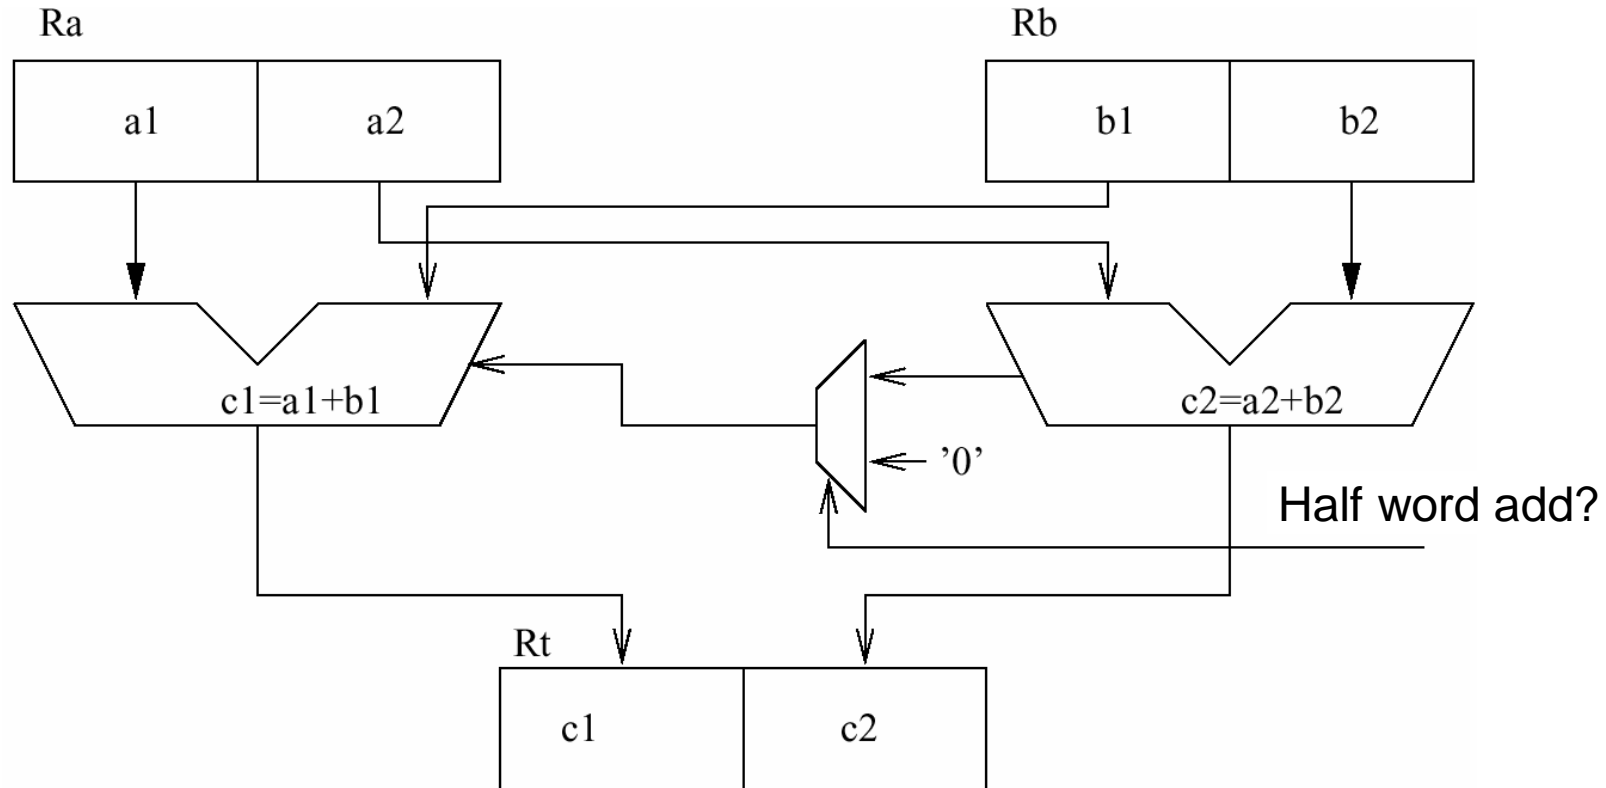 Ra
Rb
a1
a2
b1
b2
c1=a1+b1
c2=a2+b2
’0’
Half word add?
Rt
c1
c2